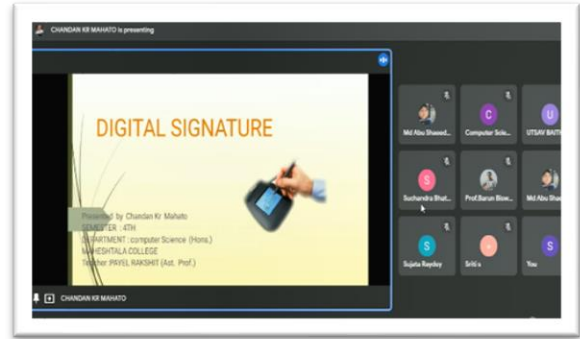 CHANDAN KR MAHATO is presenting
DIGITAL SIGNATURE
Presented by Chandan Kr Mahato
SEMESTER : 4TH
DEPARTMENT : computer Science (Hons.)
MAHESHTALA COLLEGE
Teacher :PAYEL RAKSHIT (Ast. Prof.)
CHANDAN KR MAHATO
Md Abu Shaeed...
C
Computer Scie...
U
UTSAV BAITH
S
Suchandra Bhat...
Prof.Barun Bisw...
Md Abu Shae
S
Sujata Raydoy
Sriti s
S
You